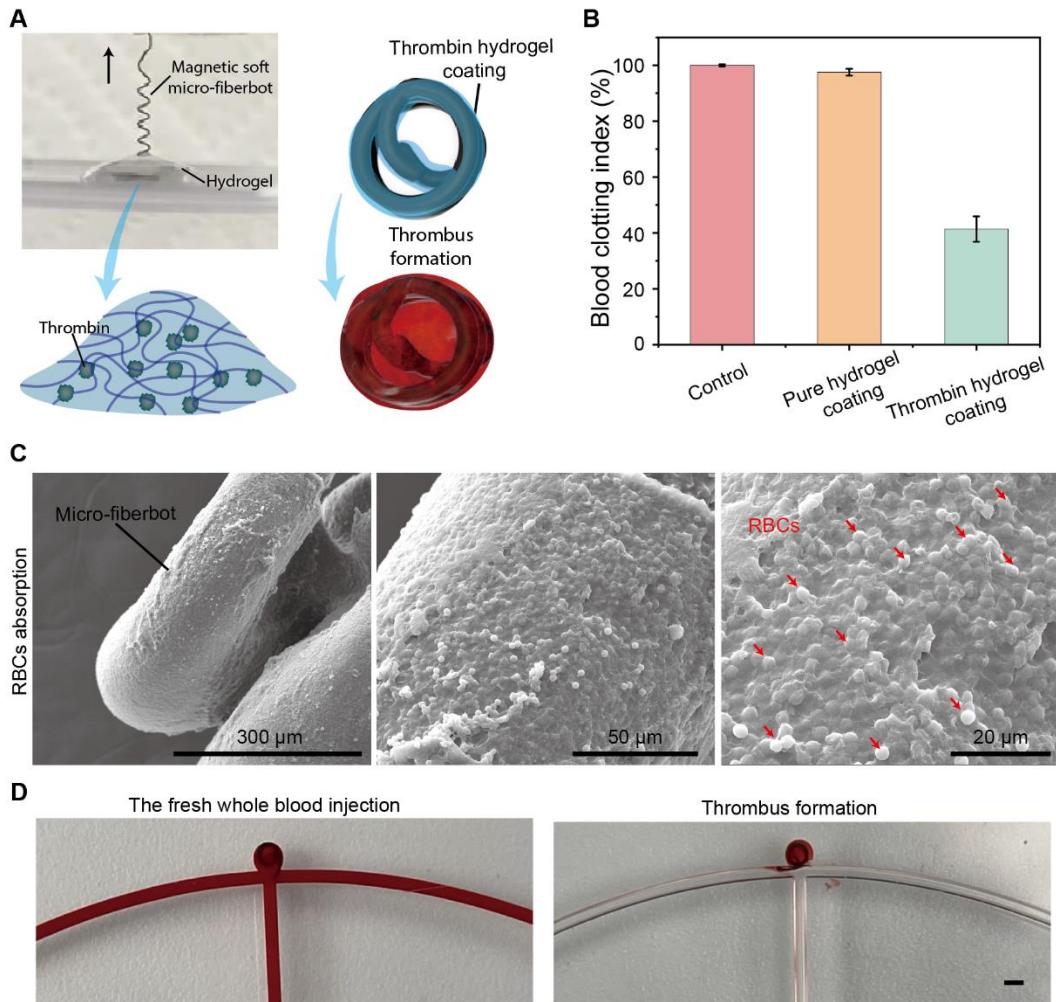 A
Magnetic soft
micro-fiberbot
Hydrogel
Thrombin
Thrombin hydrogel
coating
Thrombus
formation
B
Blood clotting index (%)
100
80
60
40
20
0
Control
Pure hydrogel
coating
Thrombin hydrogel
coating
C
RBCs absorption
Micro-fiberbot
300 µm
50 µm
RBCs
20 µm
D
The fresh whole blood injection
Thrombus formation